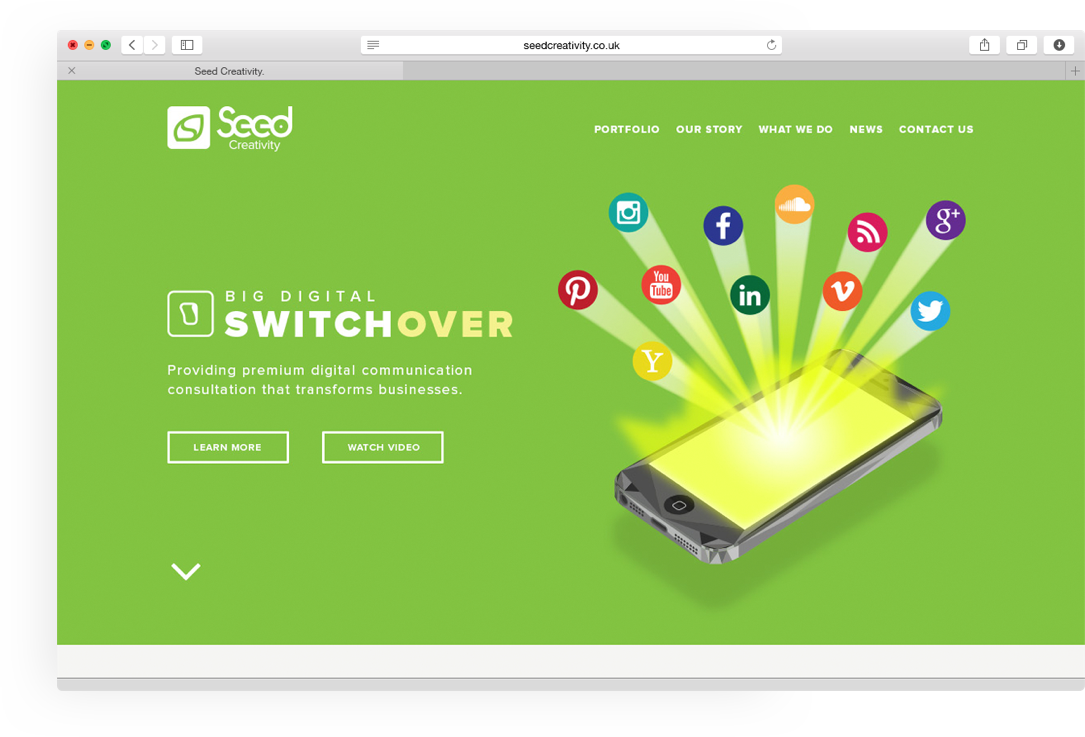 seedcreativity.co.uk
Seed Creativity.
Seed
Creativity
PORTFOLIO OUR STORY WHAT WE DO NEWS CONTACT US
BIG DIGITAL
SWITCHOVER
Providing premium digital communication
consultation that transforms businesses.
LEARN MORE WATCH VIDEO
f
g+
P
You
Tube
in
v
Y